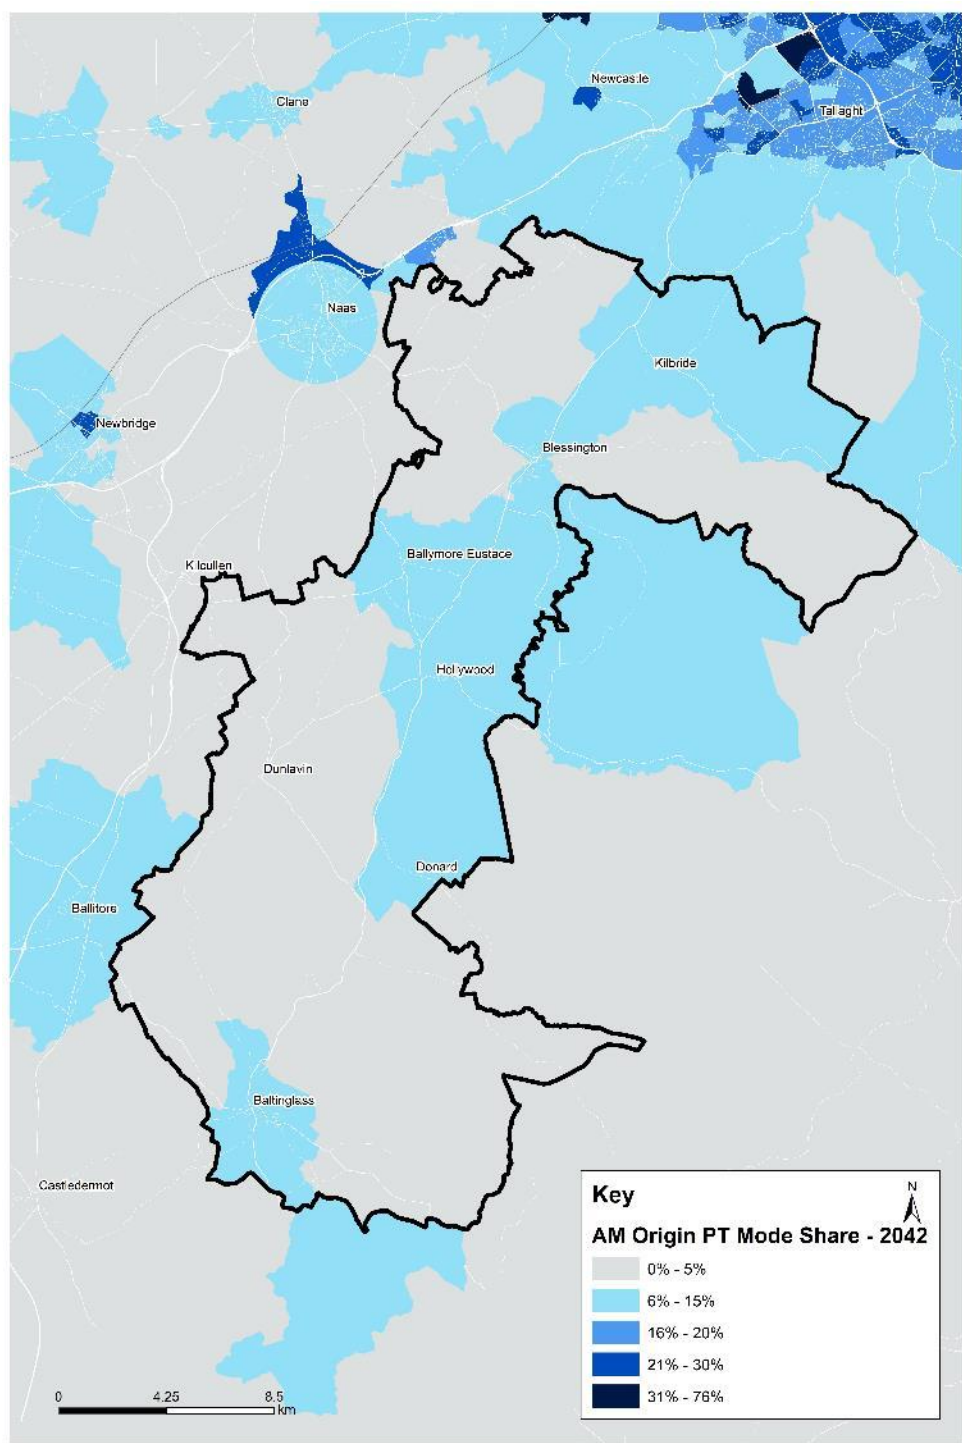 Newcastle
Clane
Tallaght
Naas
Kilbride
Newbridge
Blessington
Ballymore Eustace
Kilcullen
Hollywood
Dunlavin
Donard
Ballitore
Baltinglass
Castledermot
Key
N
AM Origin PT Mode Share - 2042
0% - 5%
6% - 15%
16% - 20%
21% - 30%
31% - 76%
0 4.25 8.5
km